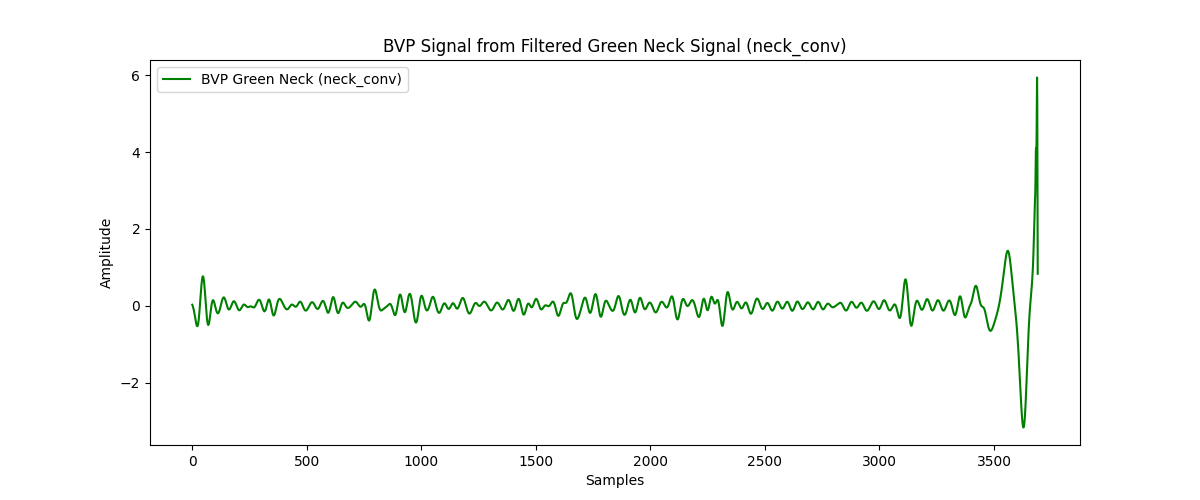 BVP Signal from Filtered Green Neck Signal (neck_conv)
BVP Green Neck (neck_conv)
Amplitude
6
4
2
0
−2
0 500 1000 1500 2000 2500 3000 3500
Samples